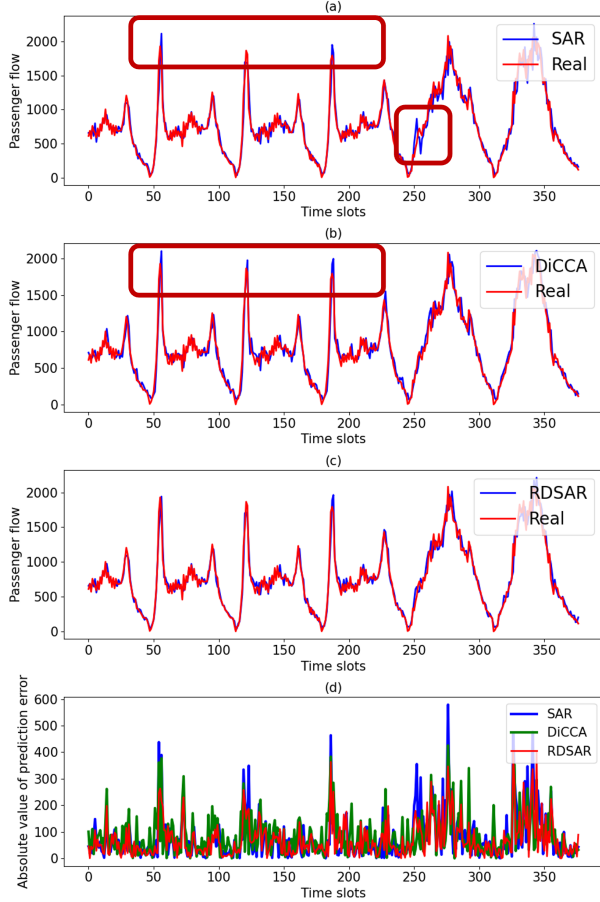 (a)
2000
1500
1000
500
0
Passenger flow
SAR
Real
0 50 100 150 200 250 300 350
Time slots
(b)
2000
1500
1000
500
0
Passenger flow
DiCCA
Real
0 50 100 150 200 250 300 350
Time slots
(c)
2000
1500
1000
500
0
Passenger flow
RDSAR
Real
0 50 100 150 200 250 300 350
Time slots
(d)
600
500
400
300
200
100
0
Absolute value of prediction error
SAR
DiCCA
RDSAR
0 50 100 150 200 250 300 350
Time slots